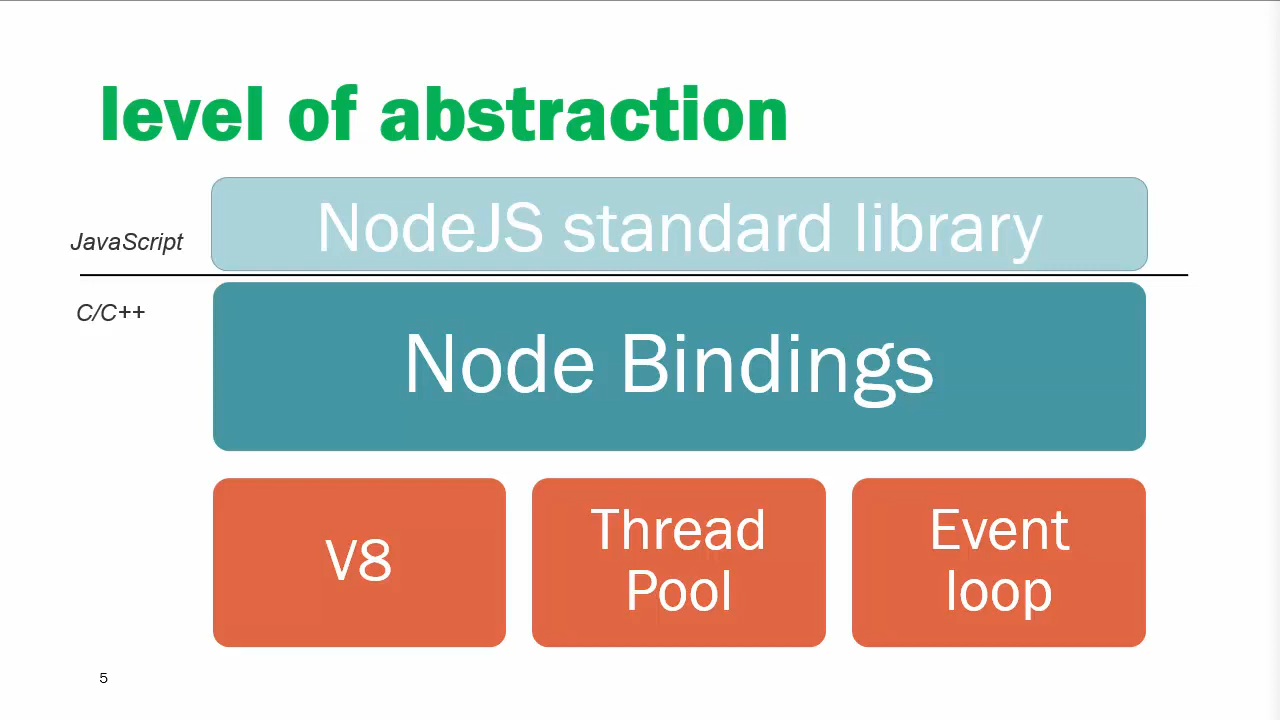 level of abstraction
NodeJS standard library
JavaScript
C/C++
Node Bindings
V8
Thread
Pool
Event
loop
5